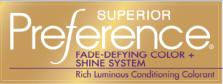 SUPERIOR
Preference®
FADE-DEFYING COLOR +
SHINE SYSTEM
Rich Luminous Conditioning Colorant